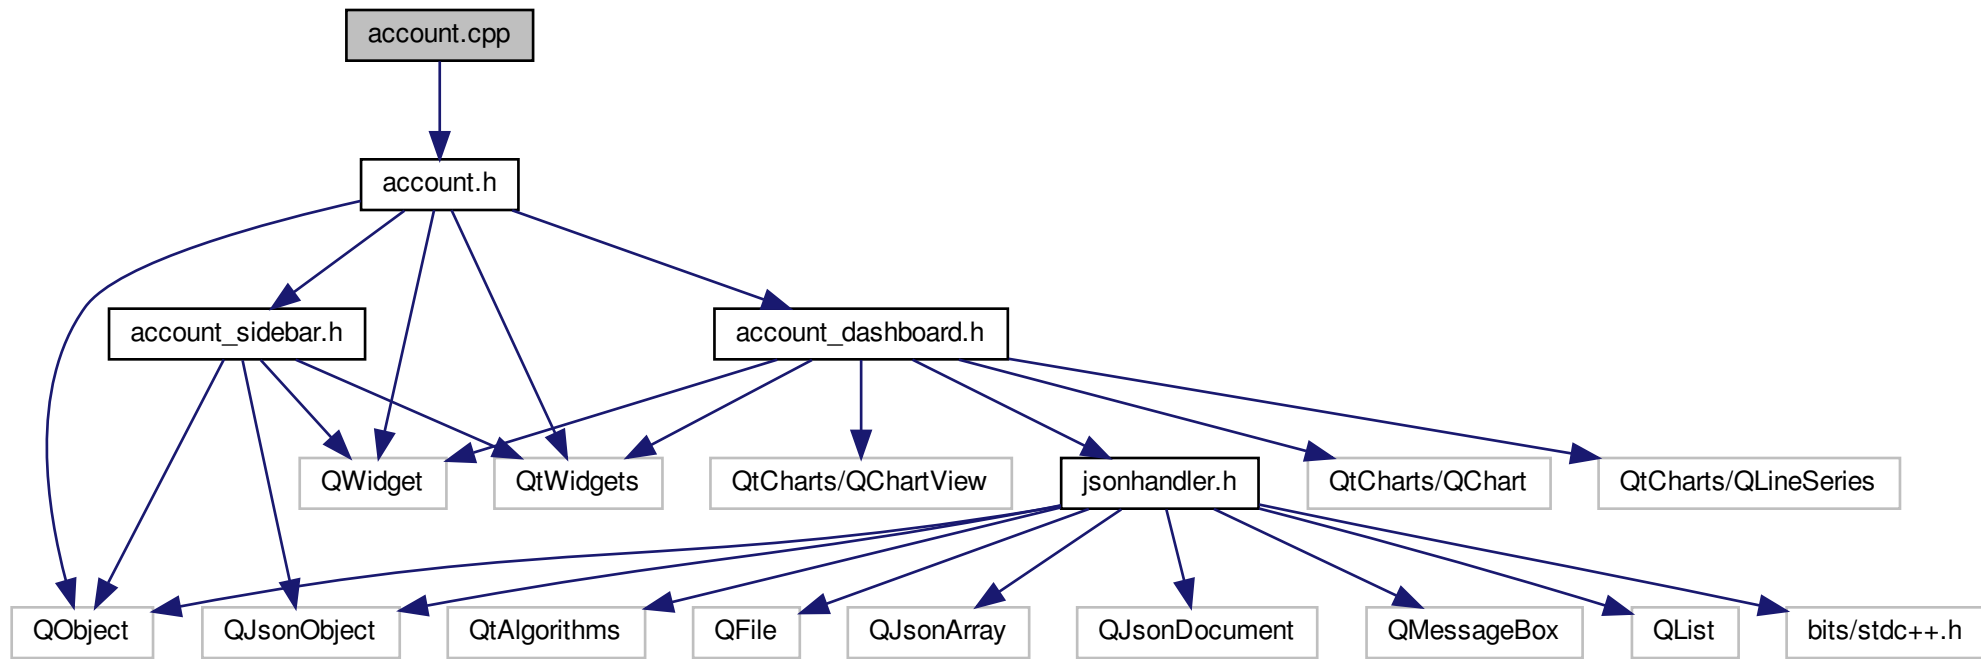 account.cpp
account.h
account_sidebar.h
account_dashboard.h
QWidget
QtWidgets
QtCharts/QChartView
jsonhandler.h
QtCharts/QChart
QtCharts/QLineSeries
QObject
QJsonObject
QtAlgorithms
QFile
QJsonArray
QJsonDocument
QMessageBox
QList
bits/stdc++.h